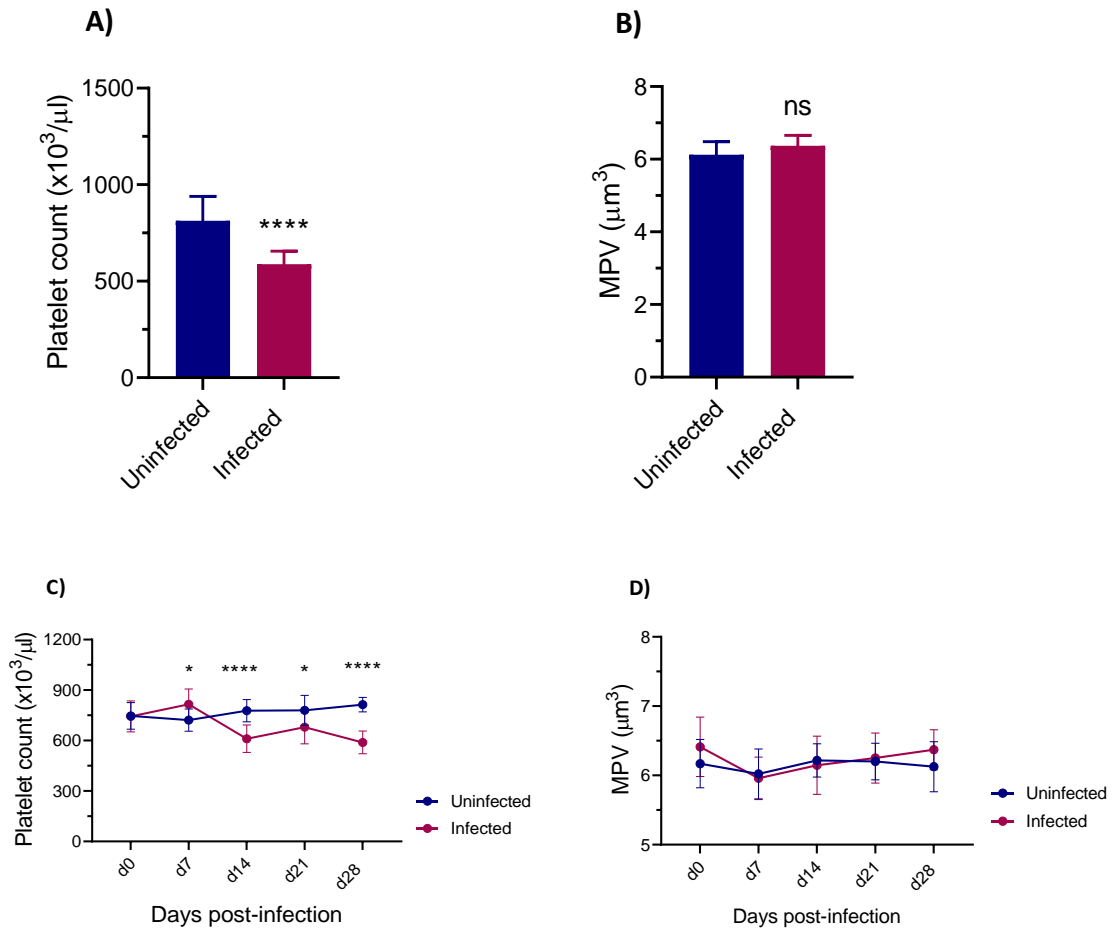 A)
Platelet count (x10³/µl)
1500
1000
500
0
****
Uninfected
Infected
B)
MPV (µm³)
8
6
4
2
0
ns
Uninfected
Infected
C)
Platelet count (x10³/µl)
1200
900
600
300
0
* **** * ****
d0 d7 d14 d21 d28
Days post-infection
Uninfected
Infected
D)
MPV (µm³)
8
7
6
5
d0 d7 d14 d21 d28
Days post-infection
Uninfected
Infected